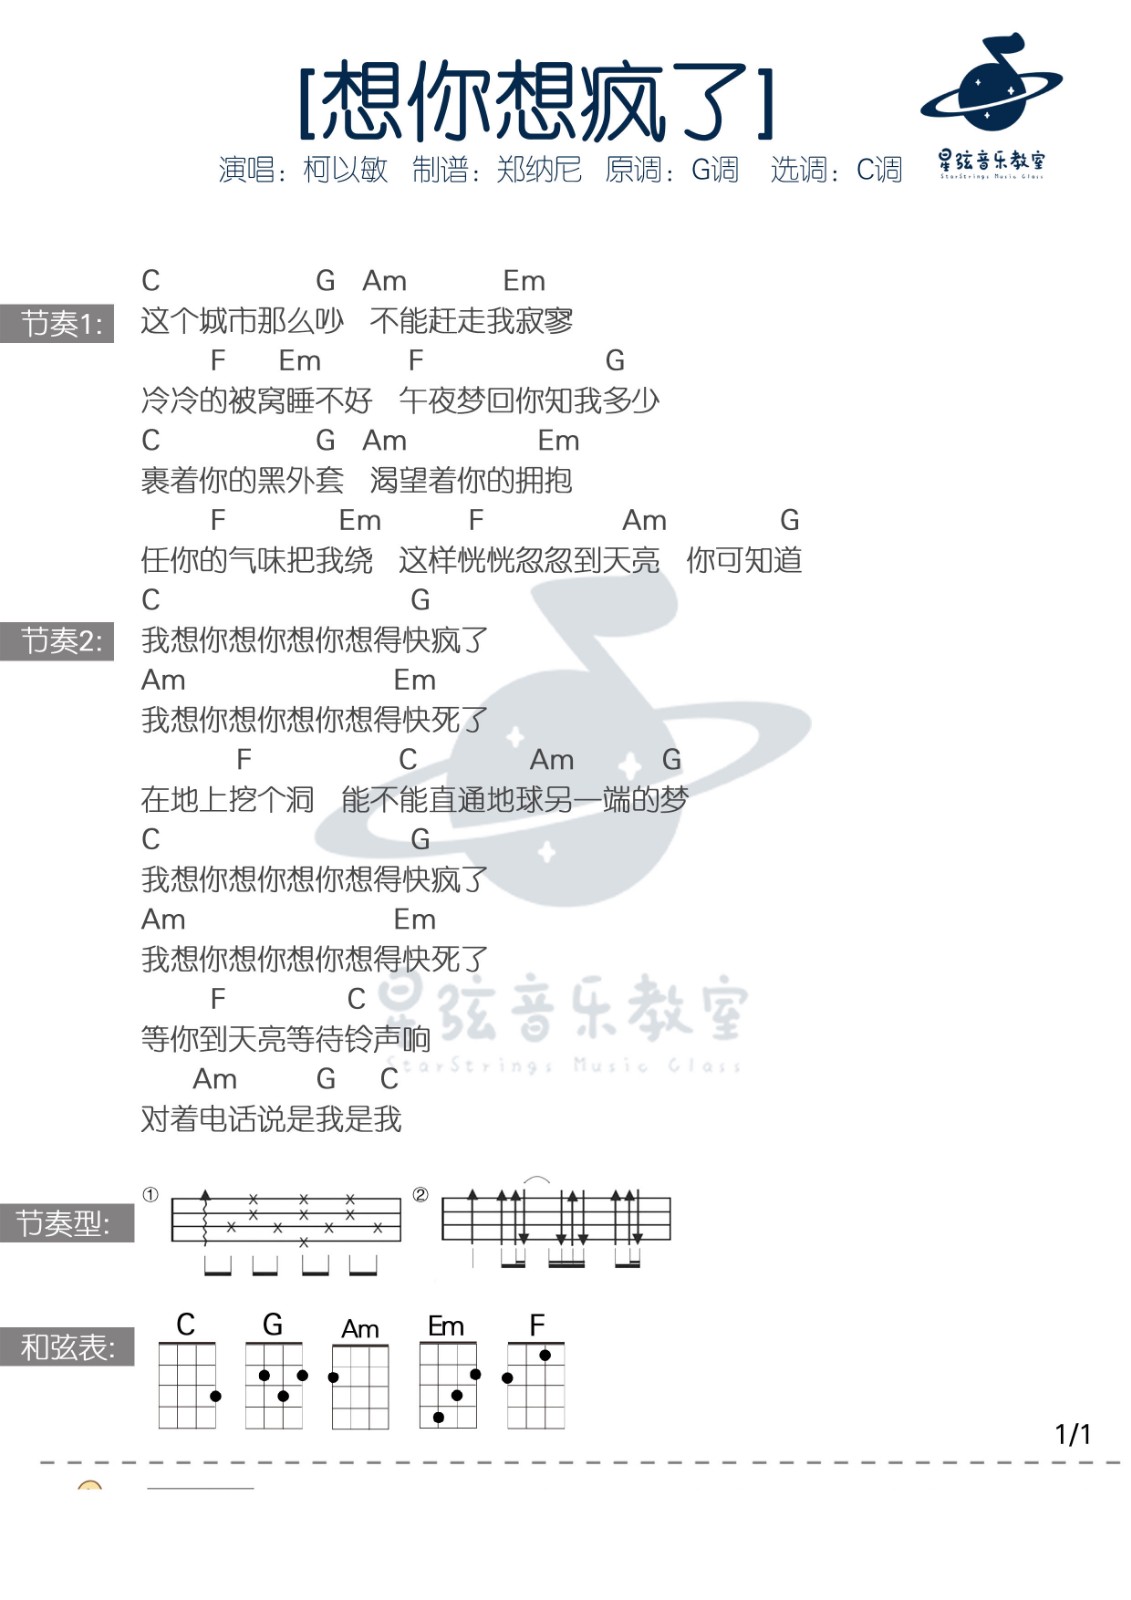 [想你想疯了]
演唱：柯以敏 制谱：郑纳尼 原调：G调 选调：C调
星弦音乐教室
StarStrings Music Class
C G Am Em
节奏1: 这个城市那么吵 不能赶走我寂寥
F Em F G
冷冷的被窝睡不好 午夜梦回你知我多少
C G Am Em
裹着你的黑外套 渴望着你的拥抱
F Em F Am G
任你的气味把我绕 这样恍恍忽忽到天亮 你可知道
C G
节奏2: 我想你想你想你想得快疯了
Am Em
我想你想你想你想得快死了
F C Am G
在地上挖个洞 能不能直通地球另一端的梦
C G
我想你想你想你想得快疯了
Am Em
我想你想你想你想得快死了
F C
等你到天亮等待铃声响
星弦音乐教室
StarStrings Music Class
Am G C
对着电话说是我是我
节奏型: ① ②
C G Am Em F
和弦表:
1/1